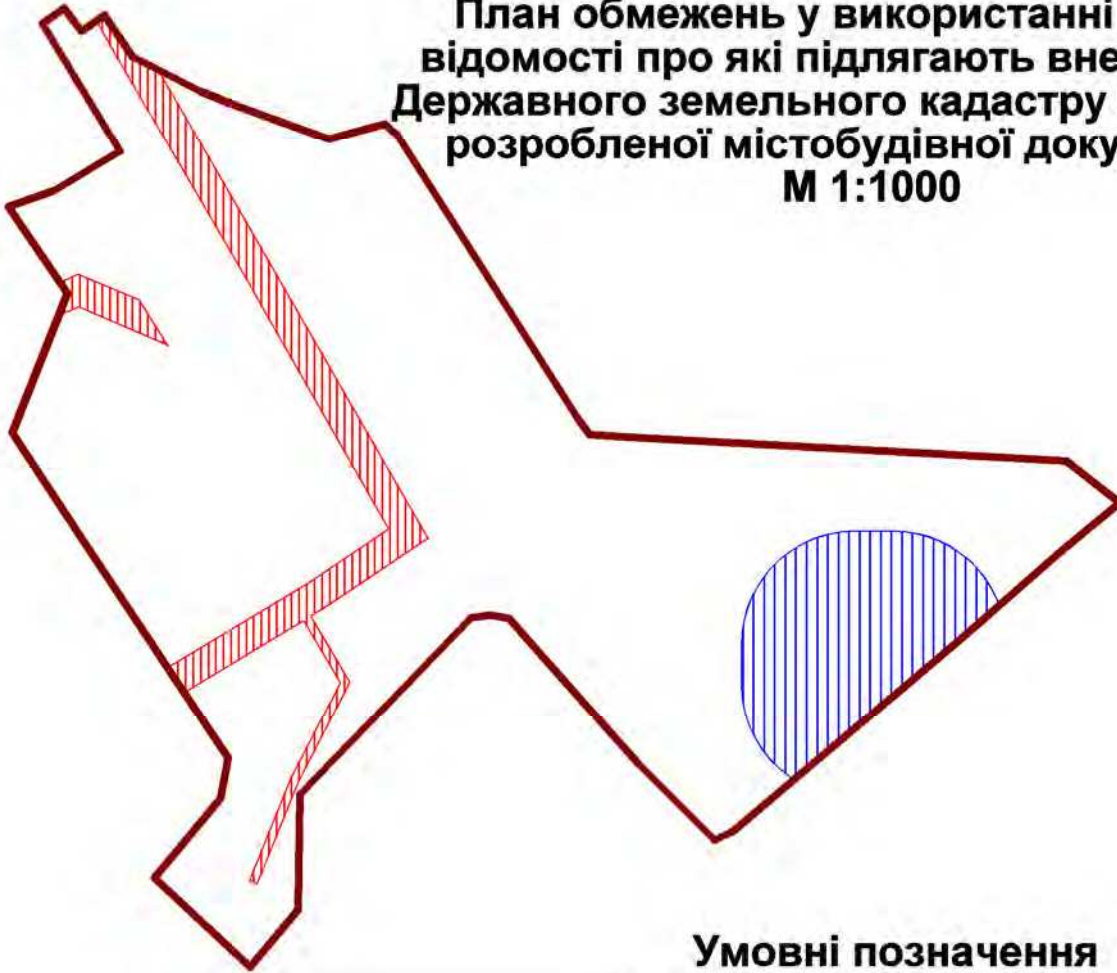 План обмежень у використанні
відомості про які підлягають вне
Державного земельного кадастру
розробленої містобудівної доку
М 1:1000
Умовні позначення